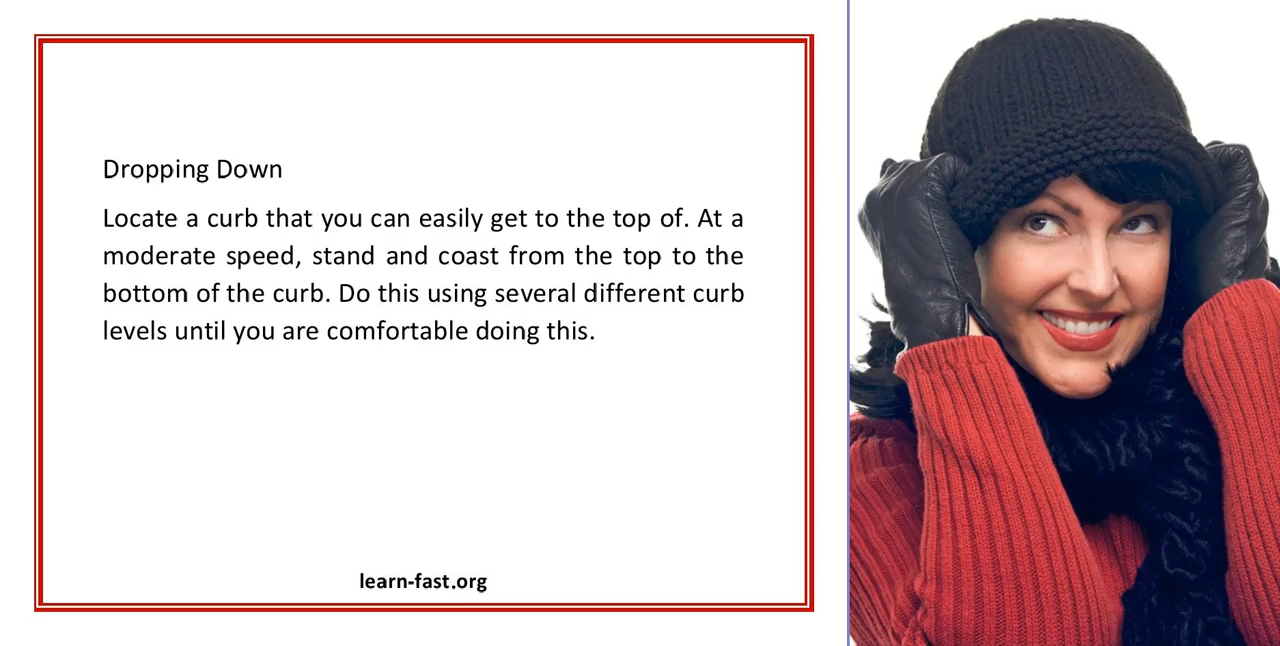 Dropping Down
Locate a curb that you can easily get to the top of. At a
moderate speed, stand and coast from the top to the
bottom of the curb. Do this using several different curb
levels until you are comfortable doing this.
learn-fast.org